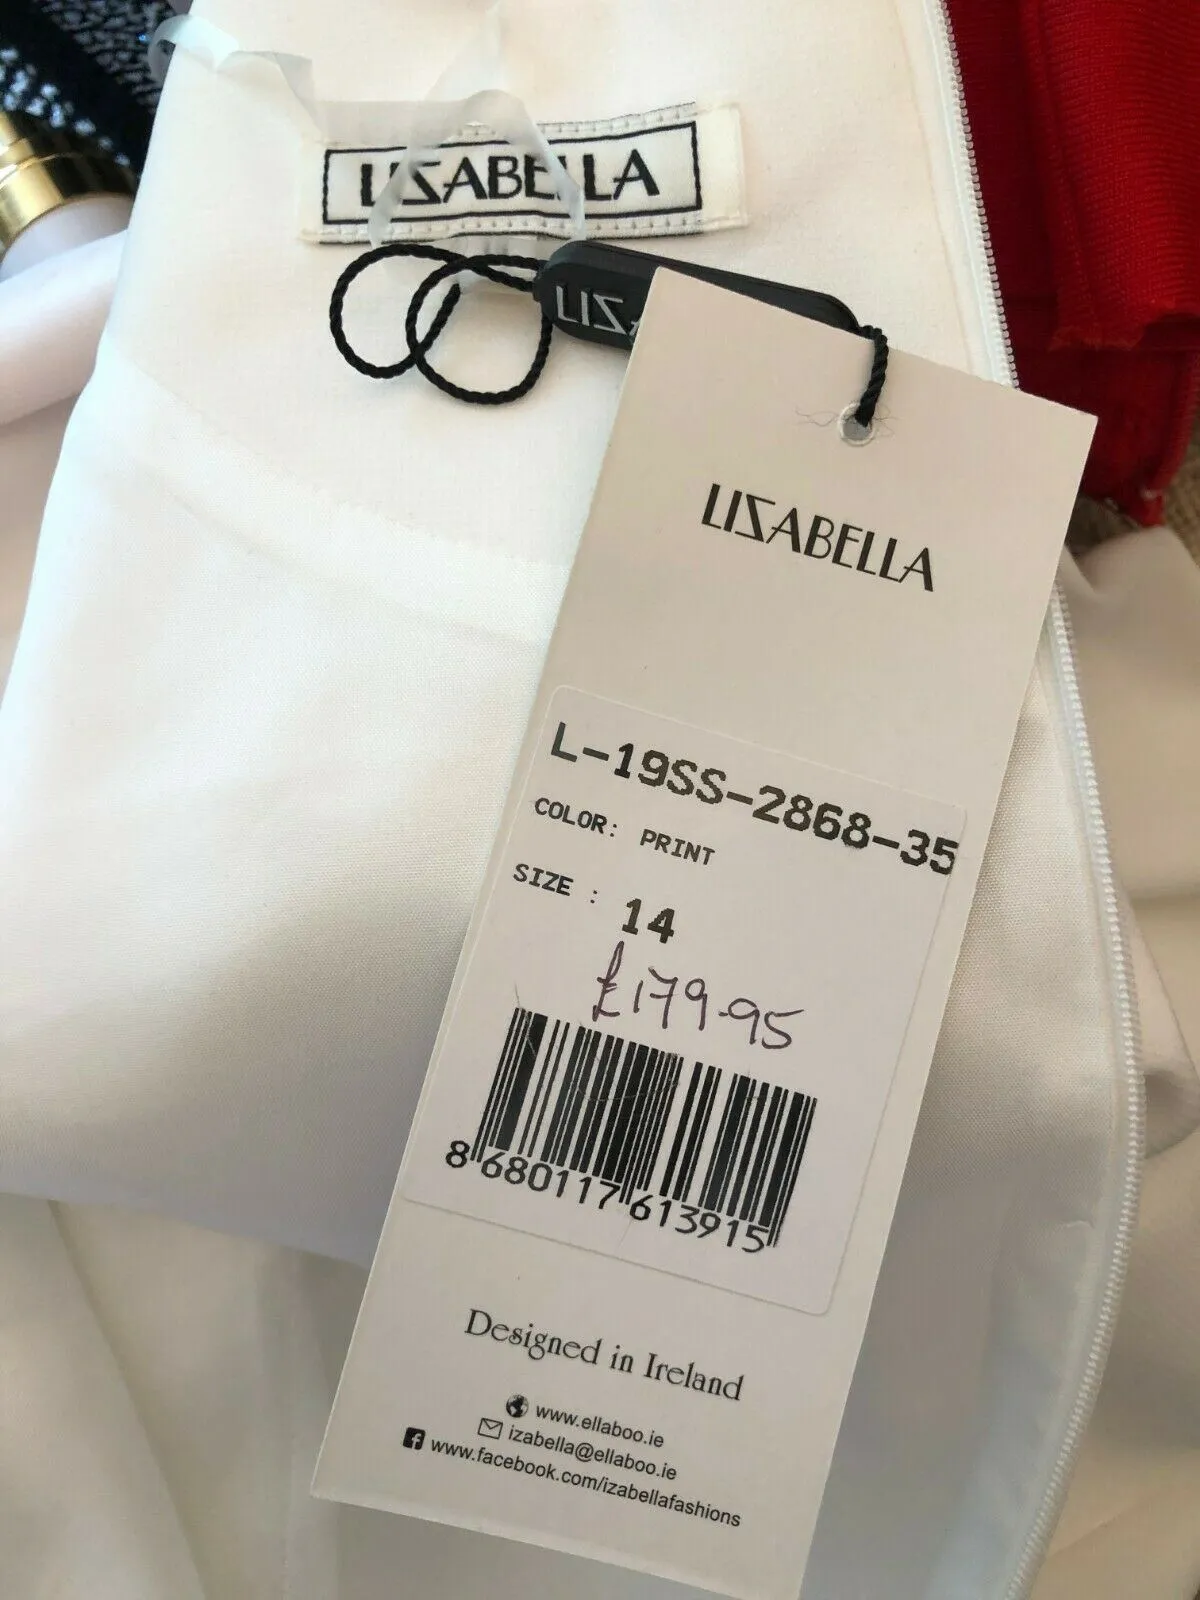 LIZABELLA
LIZ
LIZABELLA
L-19SS-2868-35
COLOR: PRINT
SIZE : 14
£179.95
8 680117 613915
Designed in Ireland
www.ellaboo.ie
izabella@ellaboo.ie
www.facebook.com/izabellafashions